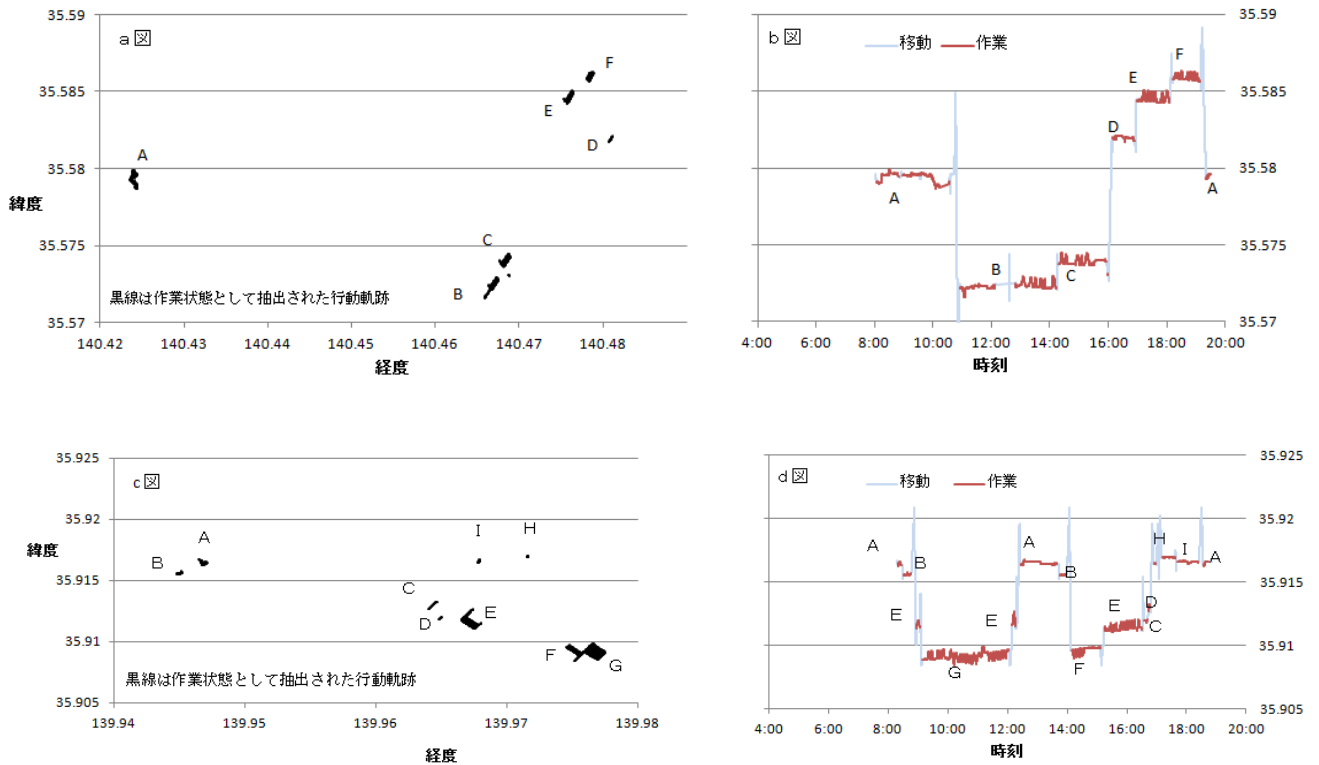 35.59
35.585
35.58
35.575
35.57
緯度
a図
A
B
C
D
E
F
黒線は作業状態として抽出された行動軌跡
140.42 140.43 140.44 140.45 140.46 140.47 140.48
経度
b図
移動 作業
A
B
C
D
E
F
A
35.59
35.585
35.58
35.575
35.57
4:00 6:00 8:00 10:00 12:00 14:00 16:00 18:00 20:00
時刻
35.925
35.92
35.915
35.91
35.905
緯度
c図
A
B
C
D
E
F
G
H
I
黒線は作業状態として抽出された行動軌跡
139.94 139.95 139.96 139.97 139.98
経度
d図
移動 作業
A
B
E
G
E
A
B
F
E
C
D
H
I
A
35.925
35.92
35.915
35.91
35.905
4:00 6:00 8:00 10:00 12:00 14:00 16:00 18:00 20:00
時刻